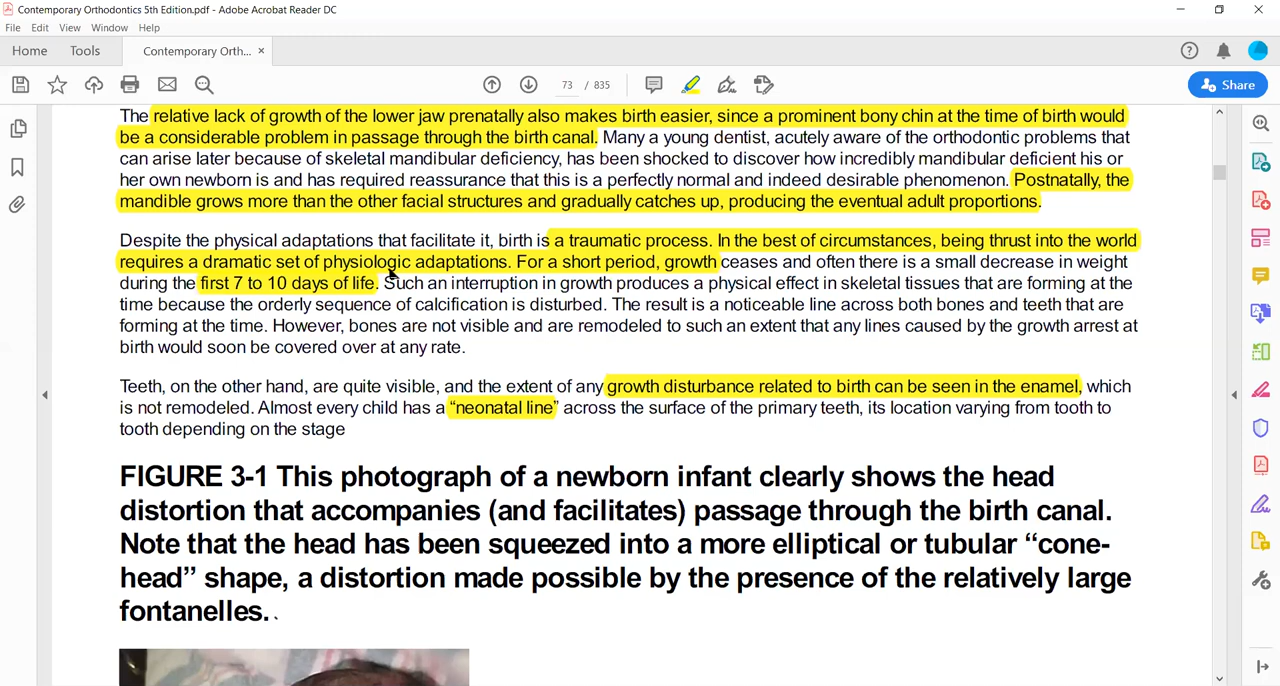 Contemporary Orthodontics 5th Edition.pdf - Adobe Acrobat Reader DC
File Edit View Window Help
Home Tools Contemporary Orth... ×
73 / 835
Share
The relative lack of growth of the lower jaw prenatally also makes birth easier, since a prominent bony chin at the time of birth would
be a considerable problem in passage through the birth canal. Many a young dentist, acutely aware of the orthodontic problems that
can arise later because of skeletal mandibular deficiency, has been shocked to discover how incredibly mandibular deficient his or
her own newborn is and has required reassurance that this is a perfectly normal and indeed desirable phenomenon. Postnatally, the
mandible grows more than the other facial structures and gradually catches up, producing the eventual adult proportions.
Despite the physical adaptations that facilitate it, birth is a traumatic process. In the best of circumstances, being thrust into the world
requires a dramatic set of physiologic adaptations. For a short period, growth ceases and often there is a small decrease in weight
during the first 7 to 10 days of life. Such an interruption in growth produces a physical effect in skeletal tissues that are forming at the
time because the orderly sequence of calcification is disturbed. The result is a noticeable line across both bones and teeth that are
forming at the time. However, bones are not visible and are remodeled to such an extent that any lines caused by the growth arrest at
birth would soon be covered over at any rate.
Teeth, on the other hand, are quite visible, and the extent of any growth disturbance related to birth can be seen in the enamel, which
is not remodeled. Almost every child has a “neonatal line” across the surface of the primary teeth, its location varying from tooth to
tooth depending on the stage
FIGURE 3-1 This photograph of a newborn infant clearly shows the head
distortion that accompanies (and facilitates) passage through the birth canal.
Note that the head has been squeezed into a more elliptical or tubular “cone-
head” shape, a distortion made possible by the presence of the relatively large
fontanelles..